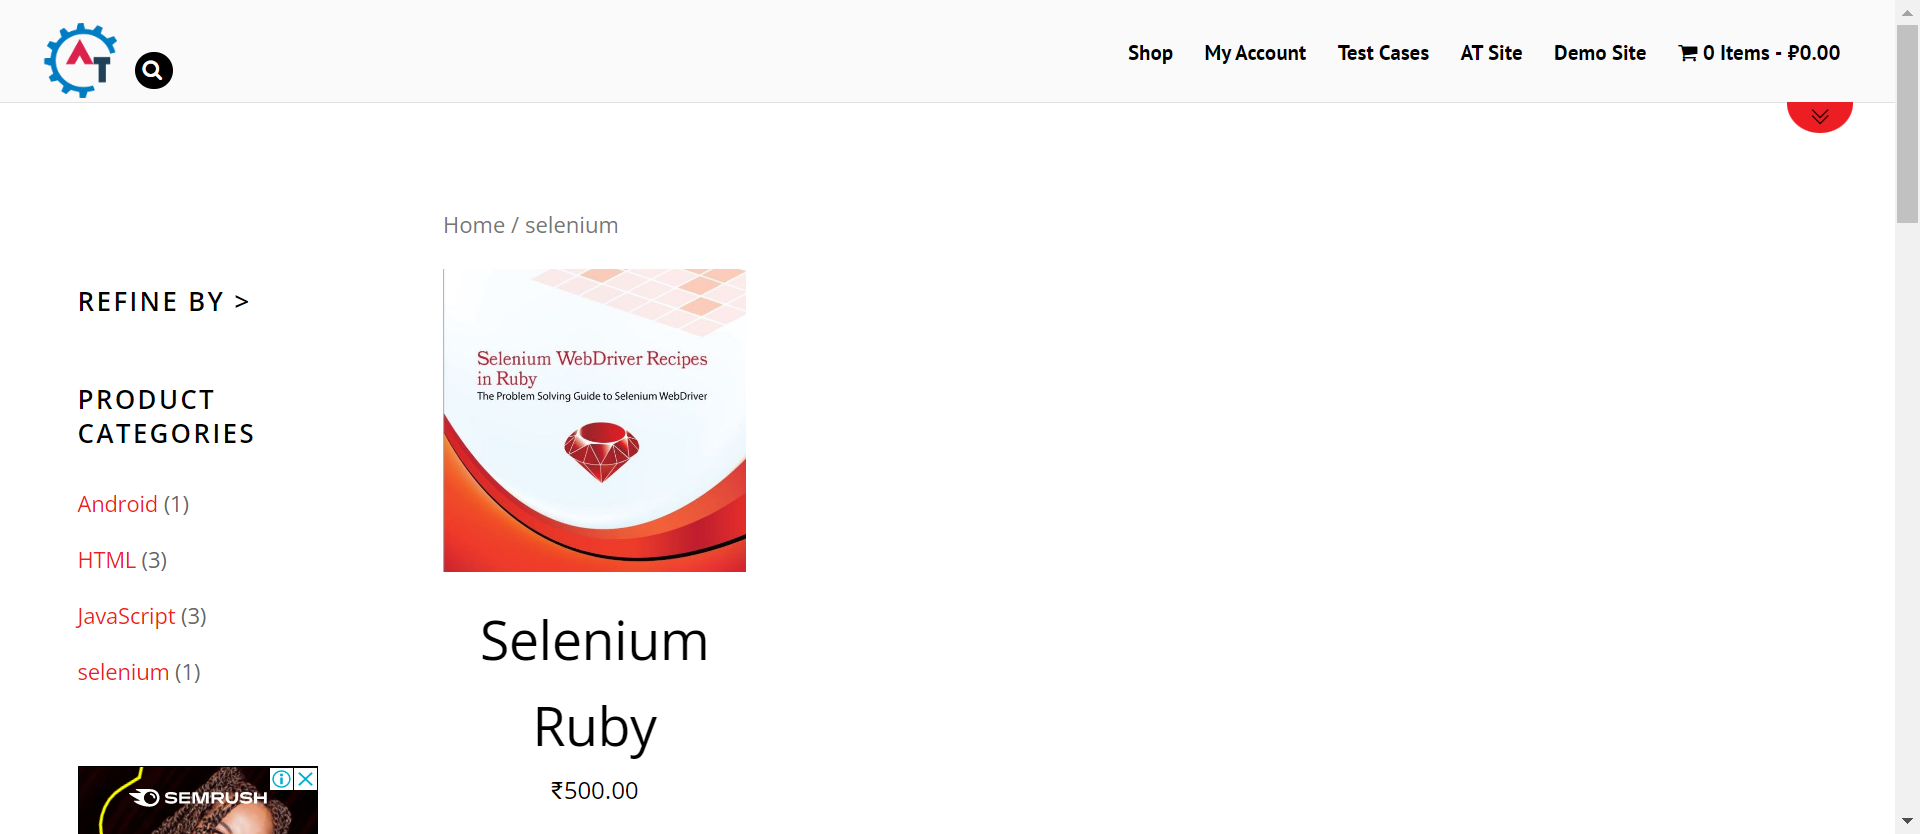 AT
Shop
My Account
Test Cases
AT Site
Demo Site
0 Items - ₽0.00
Home / selenium
REFINE BY >
PRODUCT
CATEGORIES
Android (1)
HTML (3)
JavaScript (3)
selenium (1)
SEMRUSH
Selenium WebDriver Recipes
in Ruby
The Problem Solving Guide to Selenium WebDriver
Selenium
Ruby
₹500.00